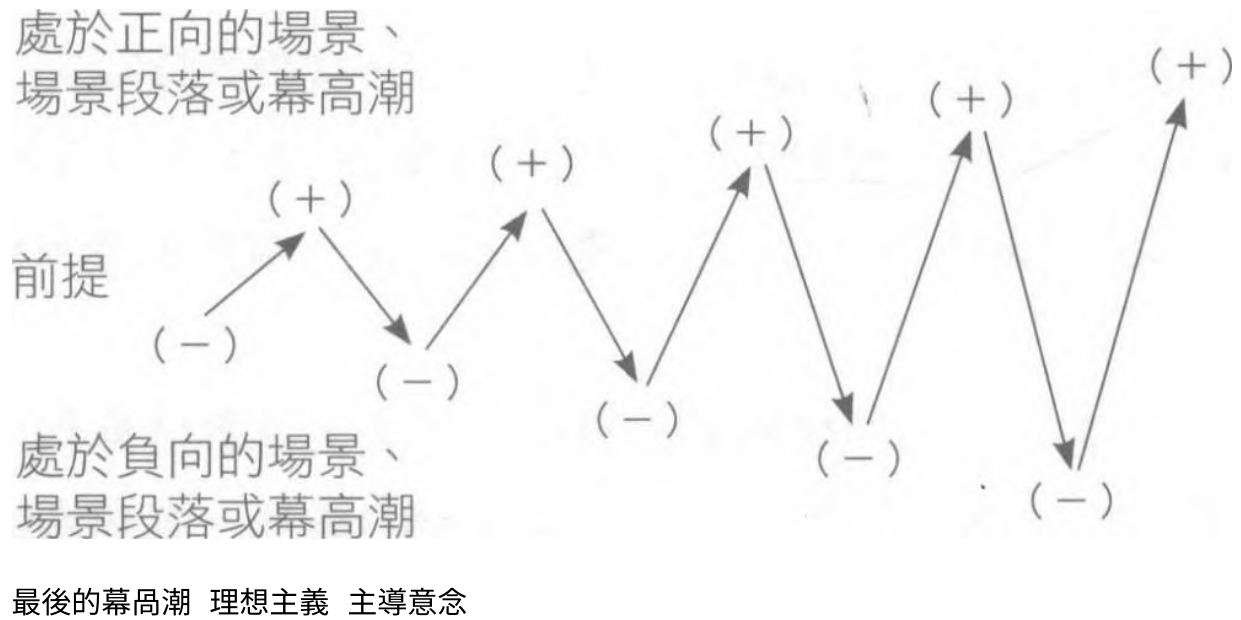 處於正向的場景、
場景段落或幕高潮
(+)
(+)
(+)
(+)
(+)
前提
(－)
(－)
(－)
(－)
(－)
處於負向的場景、
場景段落或幕高潮
最後的幕咼潮 理想主義 主導意念